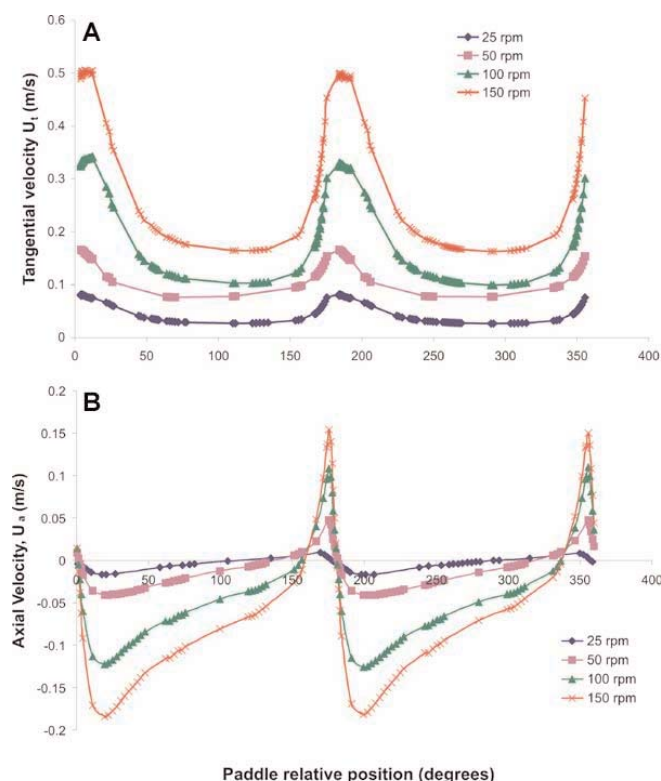 A
25 rpm
50 rpm
100 rpm
150 rpm
Tangential velocity Ut (m/s)
0.6
0.5
0.4
0.3
0.2
0.1
0
0 50 100 150 200 250 300 350 400
B
Axial Velocity, Ua (m/s)
0.2
0.15
0.1
0.05
0
-0.05
-0.1
-0.15
-0.2
0 50 100 150 200 250 300 350 400
25 rpm
50 rpm
100 rpm
150 rpm
Paddle relative position (degrees)